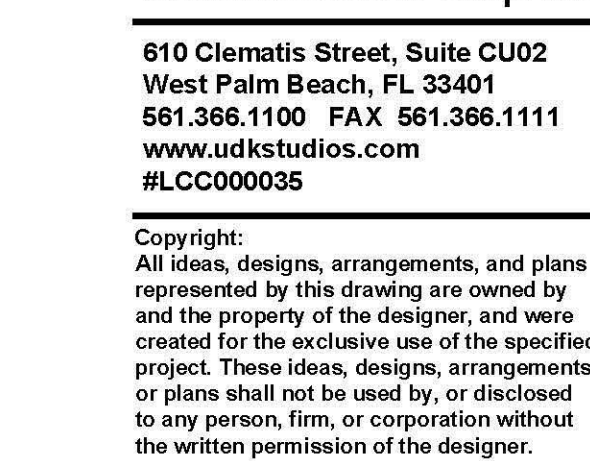 610 Clematis Street, Suite CU02
West Palm Beach, FL 33401
561.366.1100 FAX 561.366.1111
www.udkstudios.com
#LCC000035
Copyright:
All ideas, designs, arrangements, and plans
represented by this drawing are owned by
and the property of the designer, and were
created for the exclusive use of the specified
project. These ideas, designs, arrangements
or plans shall not be used by, or disclosed
to any person, firm, or corporation without
the written permission of the designer.